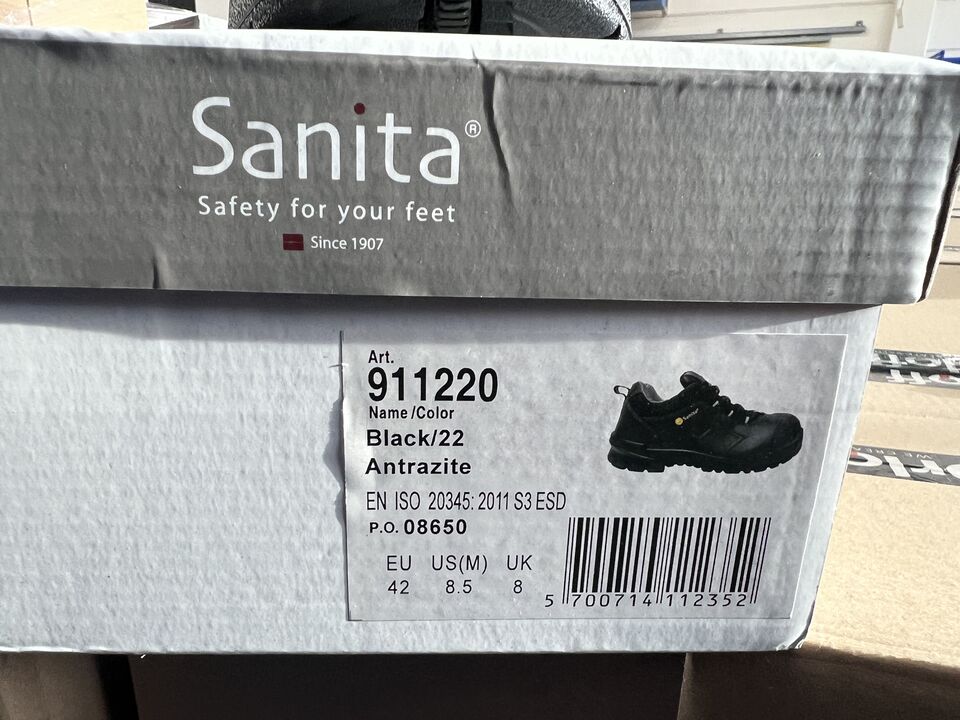 Sanita®
Safety for your feet
Since 1907
Art.
911220
Name/Color
Black/22
Antrazite
EN ISO 20345: 2011 S3 ESD
P.O. 08650
EU US(M) UK
42 8.5 8
Sanita
5 700714 112352